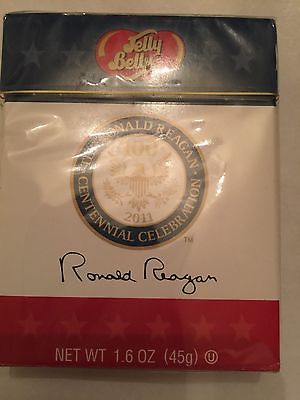 Jelly
Belly
RONALD REAGAN
CENTENNIAL CELEBRATION
100
2011
TM
Ronald Reagan
NET WT 1.6 OZ (45g) U